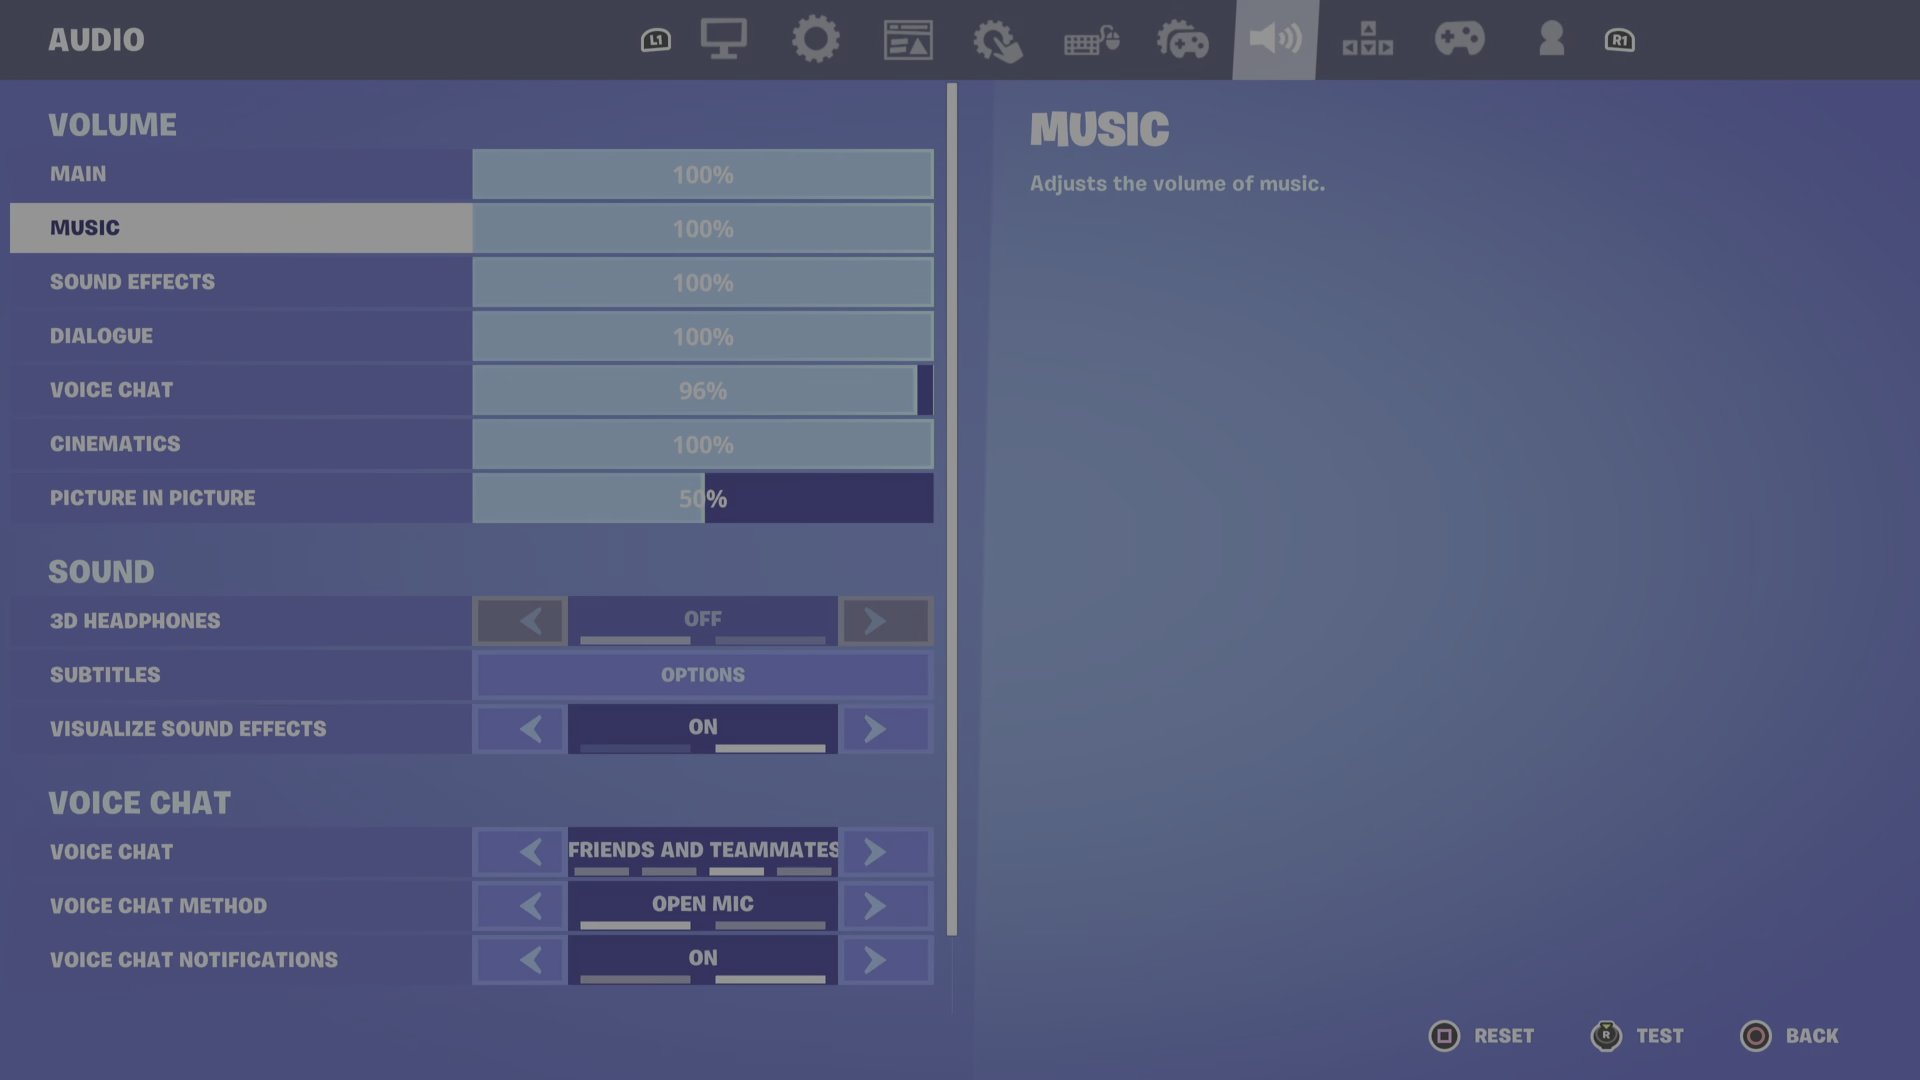 AUDIO
L1
R1
VOLUME
MAIN
100%
MUSIC
100%
SOUND EFFECTS
100%
DIALOGUE
100%
VOICE CHAT
96%
CINEMATICS
100%
PICTURE IN PICTURE
50%
SOUND
3D HEADPHONES
OFF
SUBTITLES
OPTIONS
VISUALIZE SOUND EFFECTS
ON
VOICE CHAT
VOICE CHAT
FRIENDS AND TEAMMATES
VOICE CHAT METHOD
OPEN MIC
VOICE CHAT NOTIFICATIONS
ON
MUSIC
Adjusts the volume of music.
RESET
R
TEST
BACK